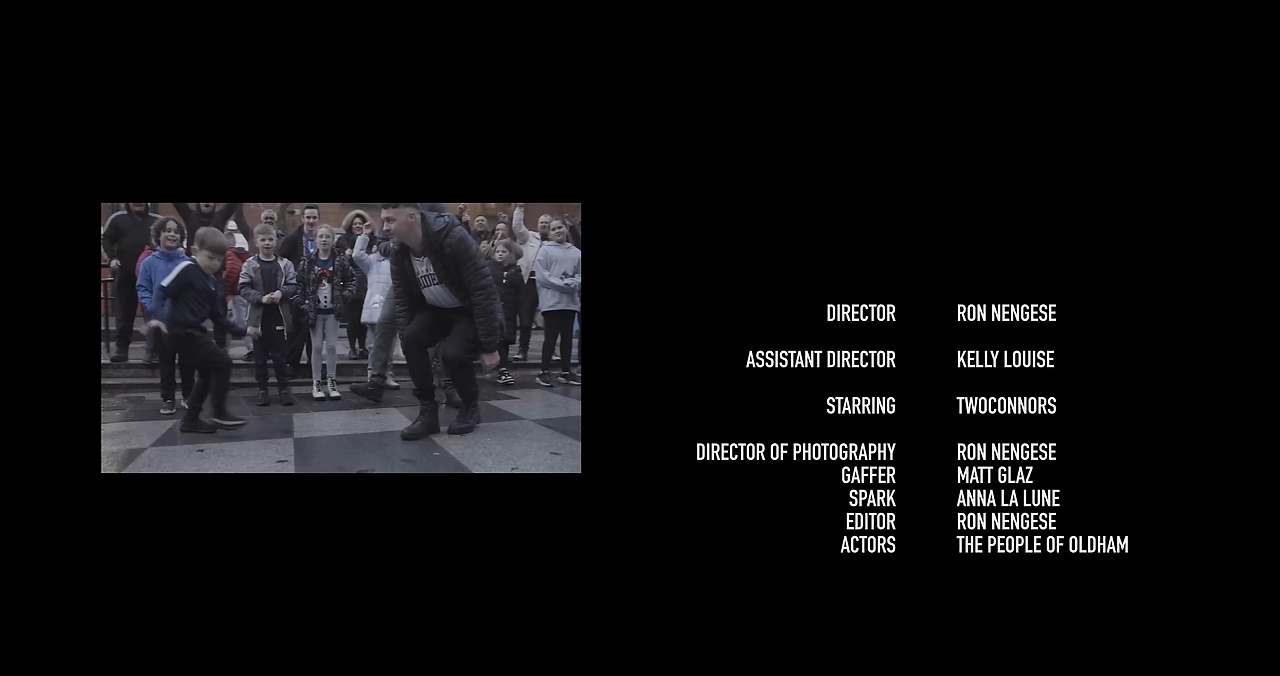 DIRECTOR RON NENGESE
ASSISTANT DIRECTOR KELLY LOUISE
STARRING TWOCONNORS
DIRECTOR OF PHOTOGRAPHY RON NENGESE
GAFFER MATT GLAZ
SPARK ANNA LA LUNE
EDITOR RON NENGESE
ACTORS THE PEOPLE OF OLDHAM